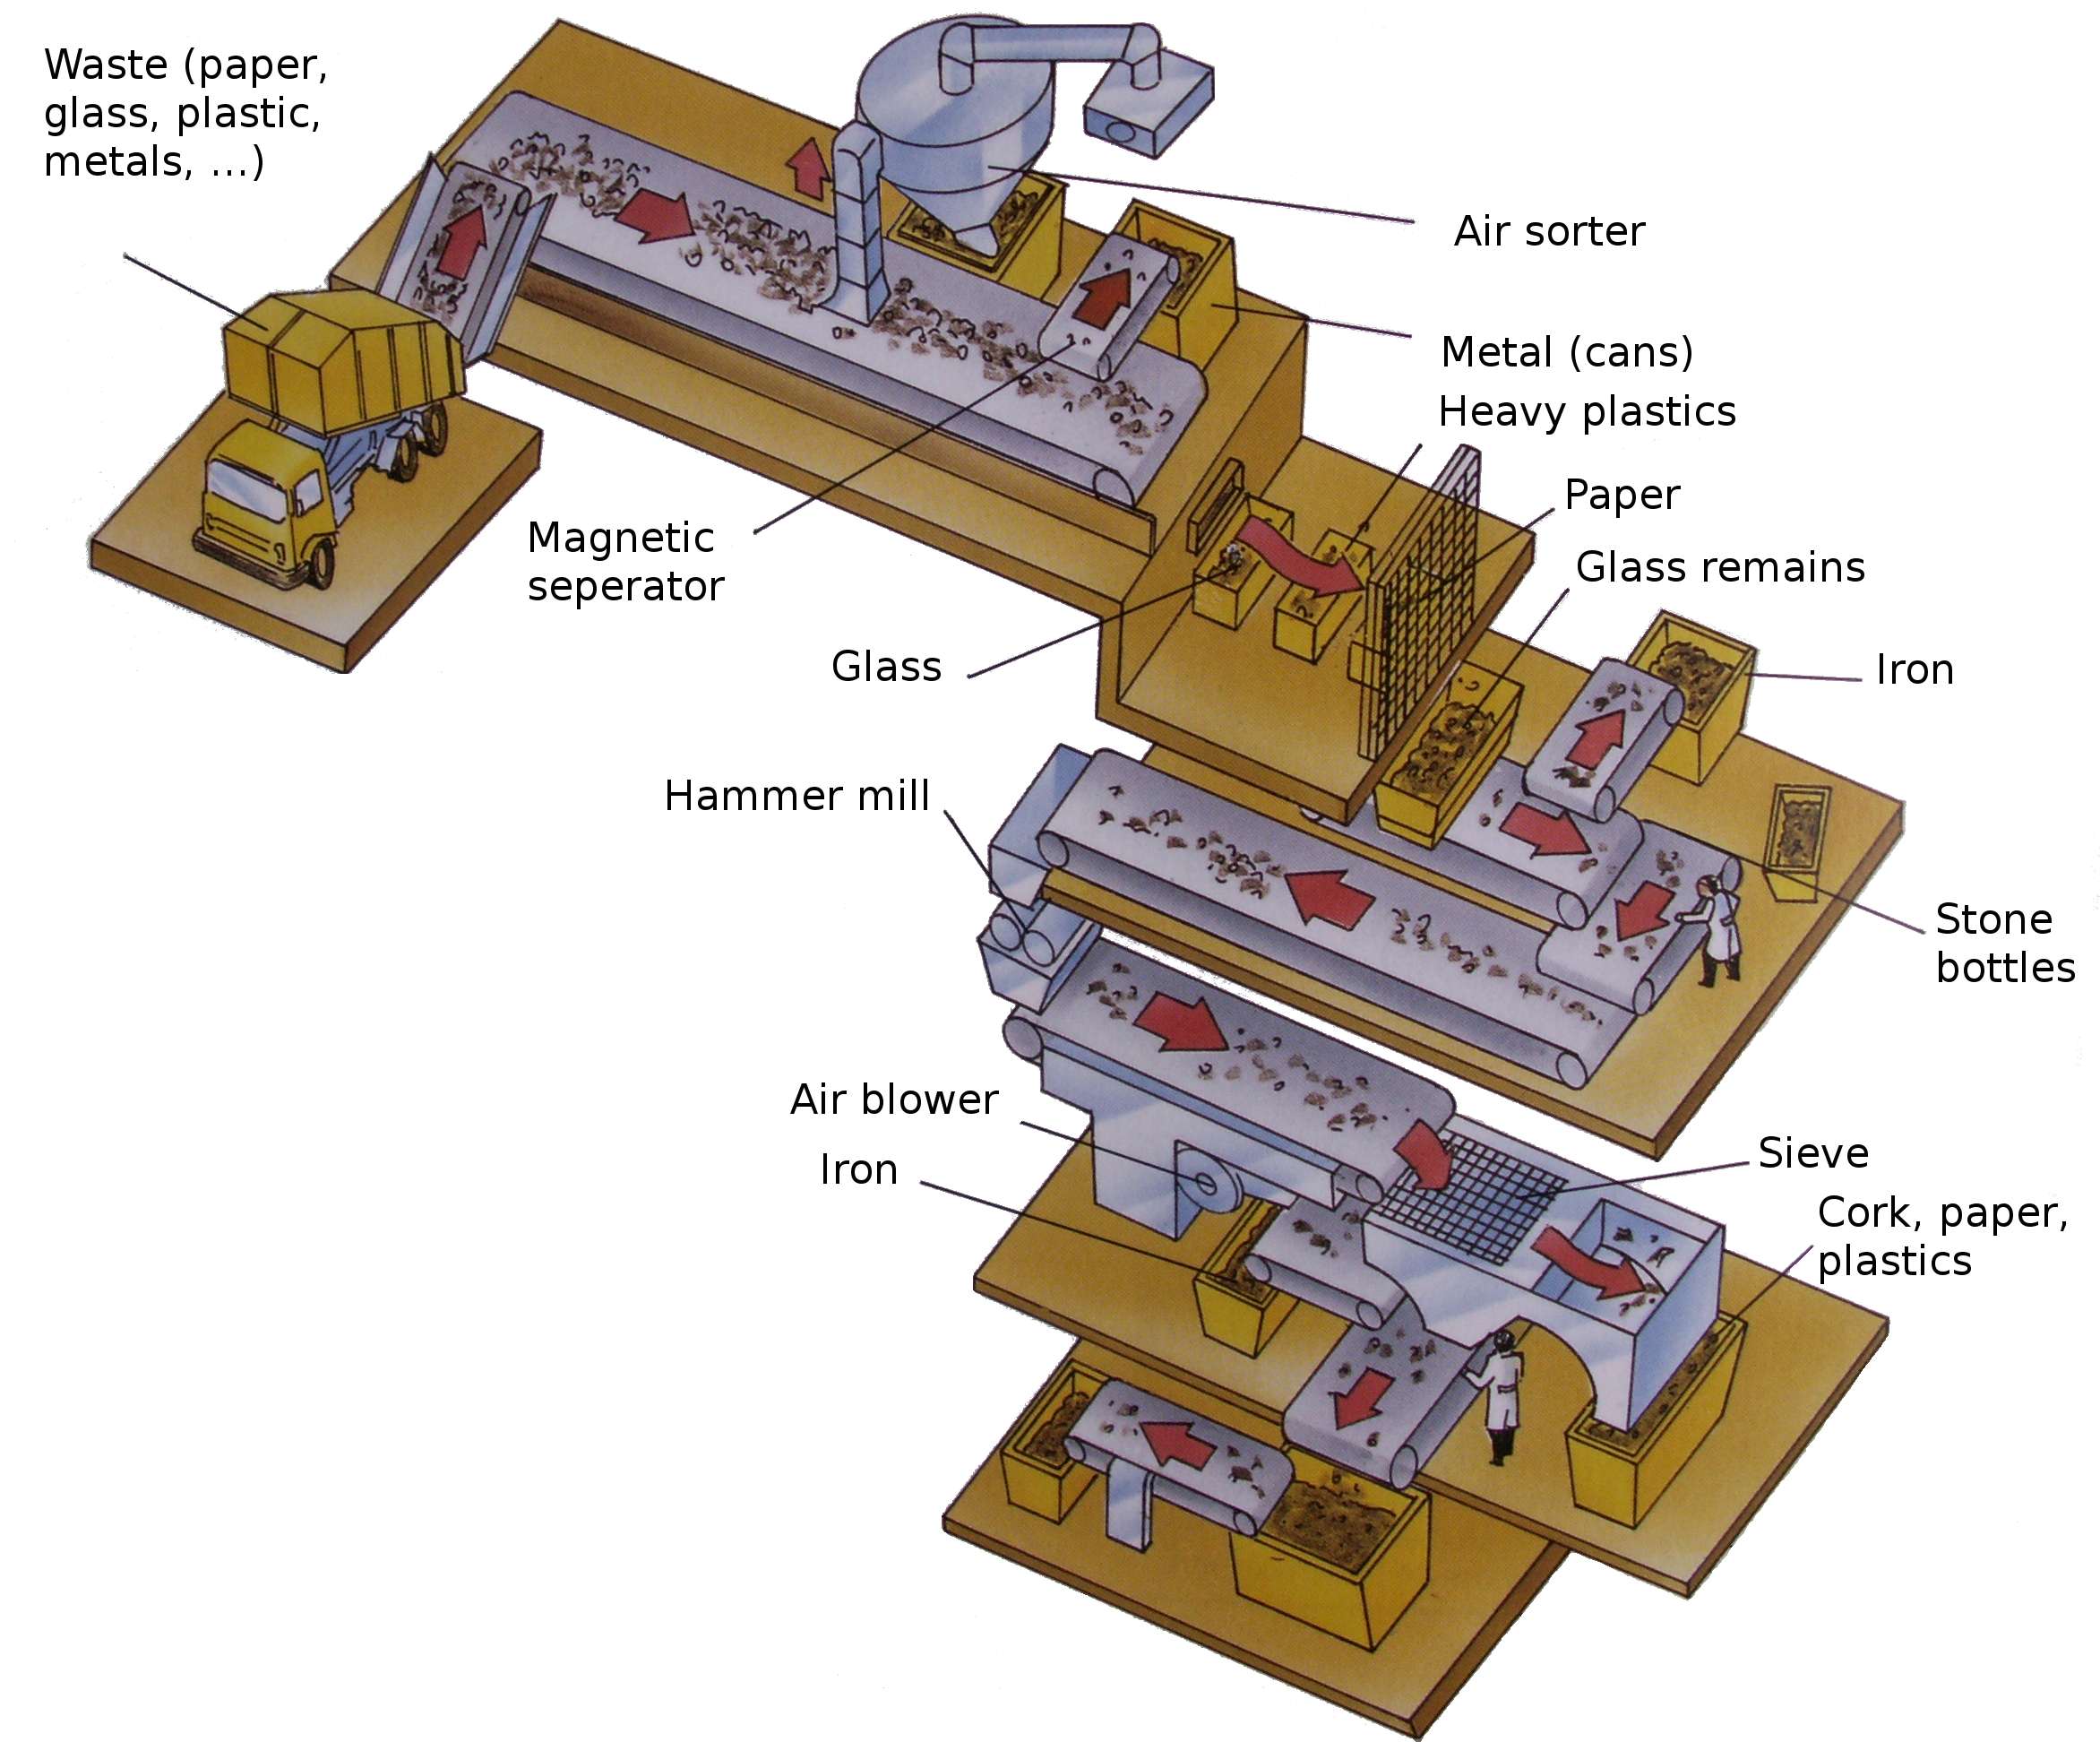 Waste (paper,
glass, plastic,
metals, ...)
Air sorter
Metal (cans)
Heavy plastics
Paper
Magnetic
seperator
Glass remains
Glass
Iron
Hammer mill
Stone
bottles
Air blower
Iron
Sieve
Cork, paper,
plastics